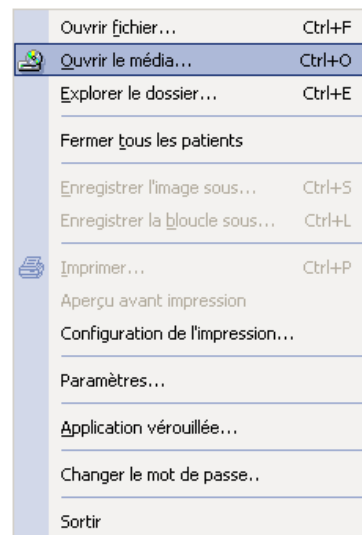 Ouvrir fichier... Ctrl+F
Ouvrir le média... Ctrl+O
Explorer le dossier... Ctrl+E
Fermer tous les patients
Enregistrer l'image sous... Ctrl+S
Enregistrer la bloucle sous... Ctrl+L
Imprimer... Ctrl+P
Aperçu avant impression
Configuration de l'impression...
Paramètres...
Application vérouillée...
Changer le mot de passe..
Sortir